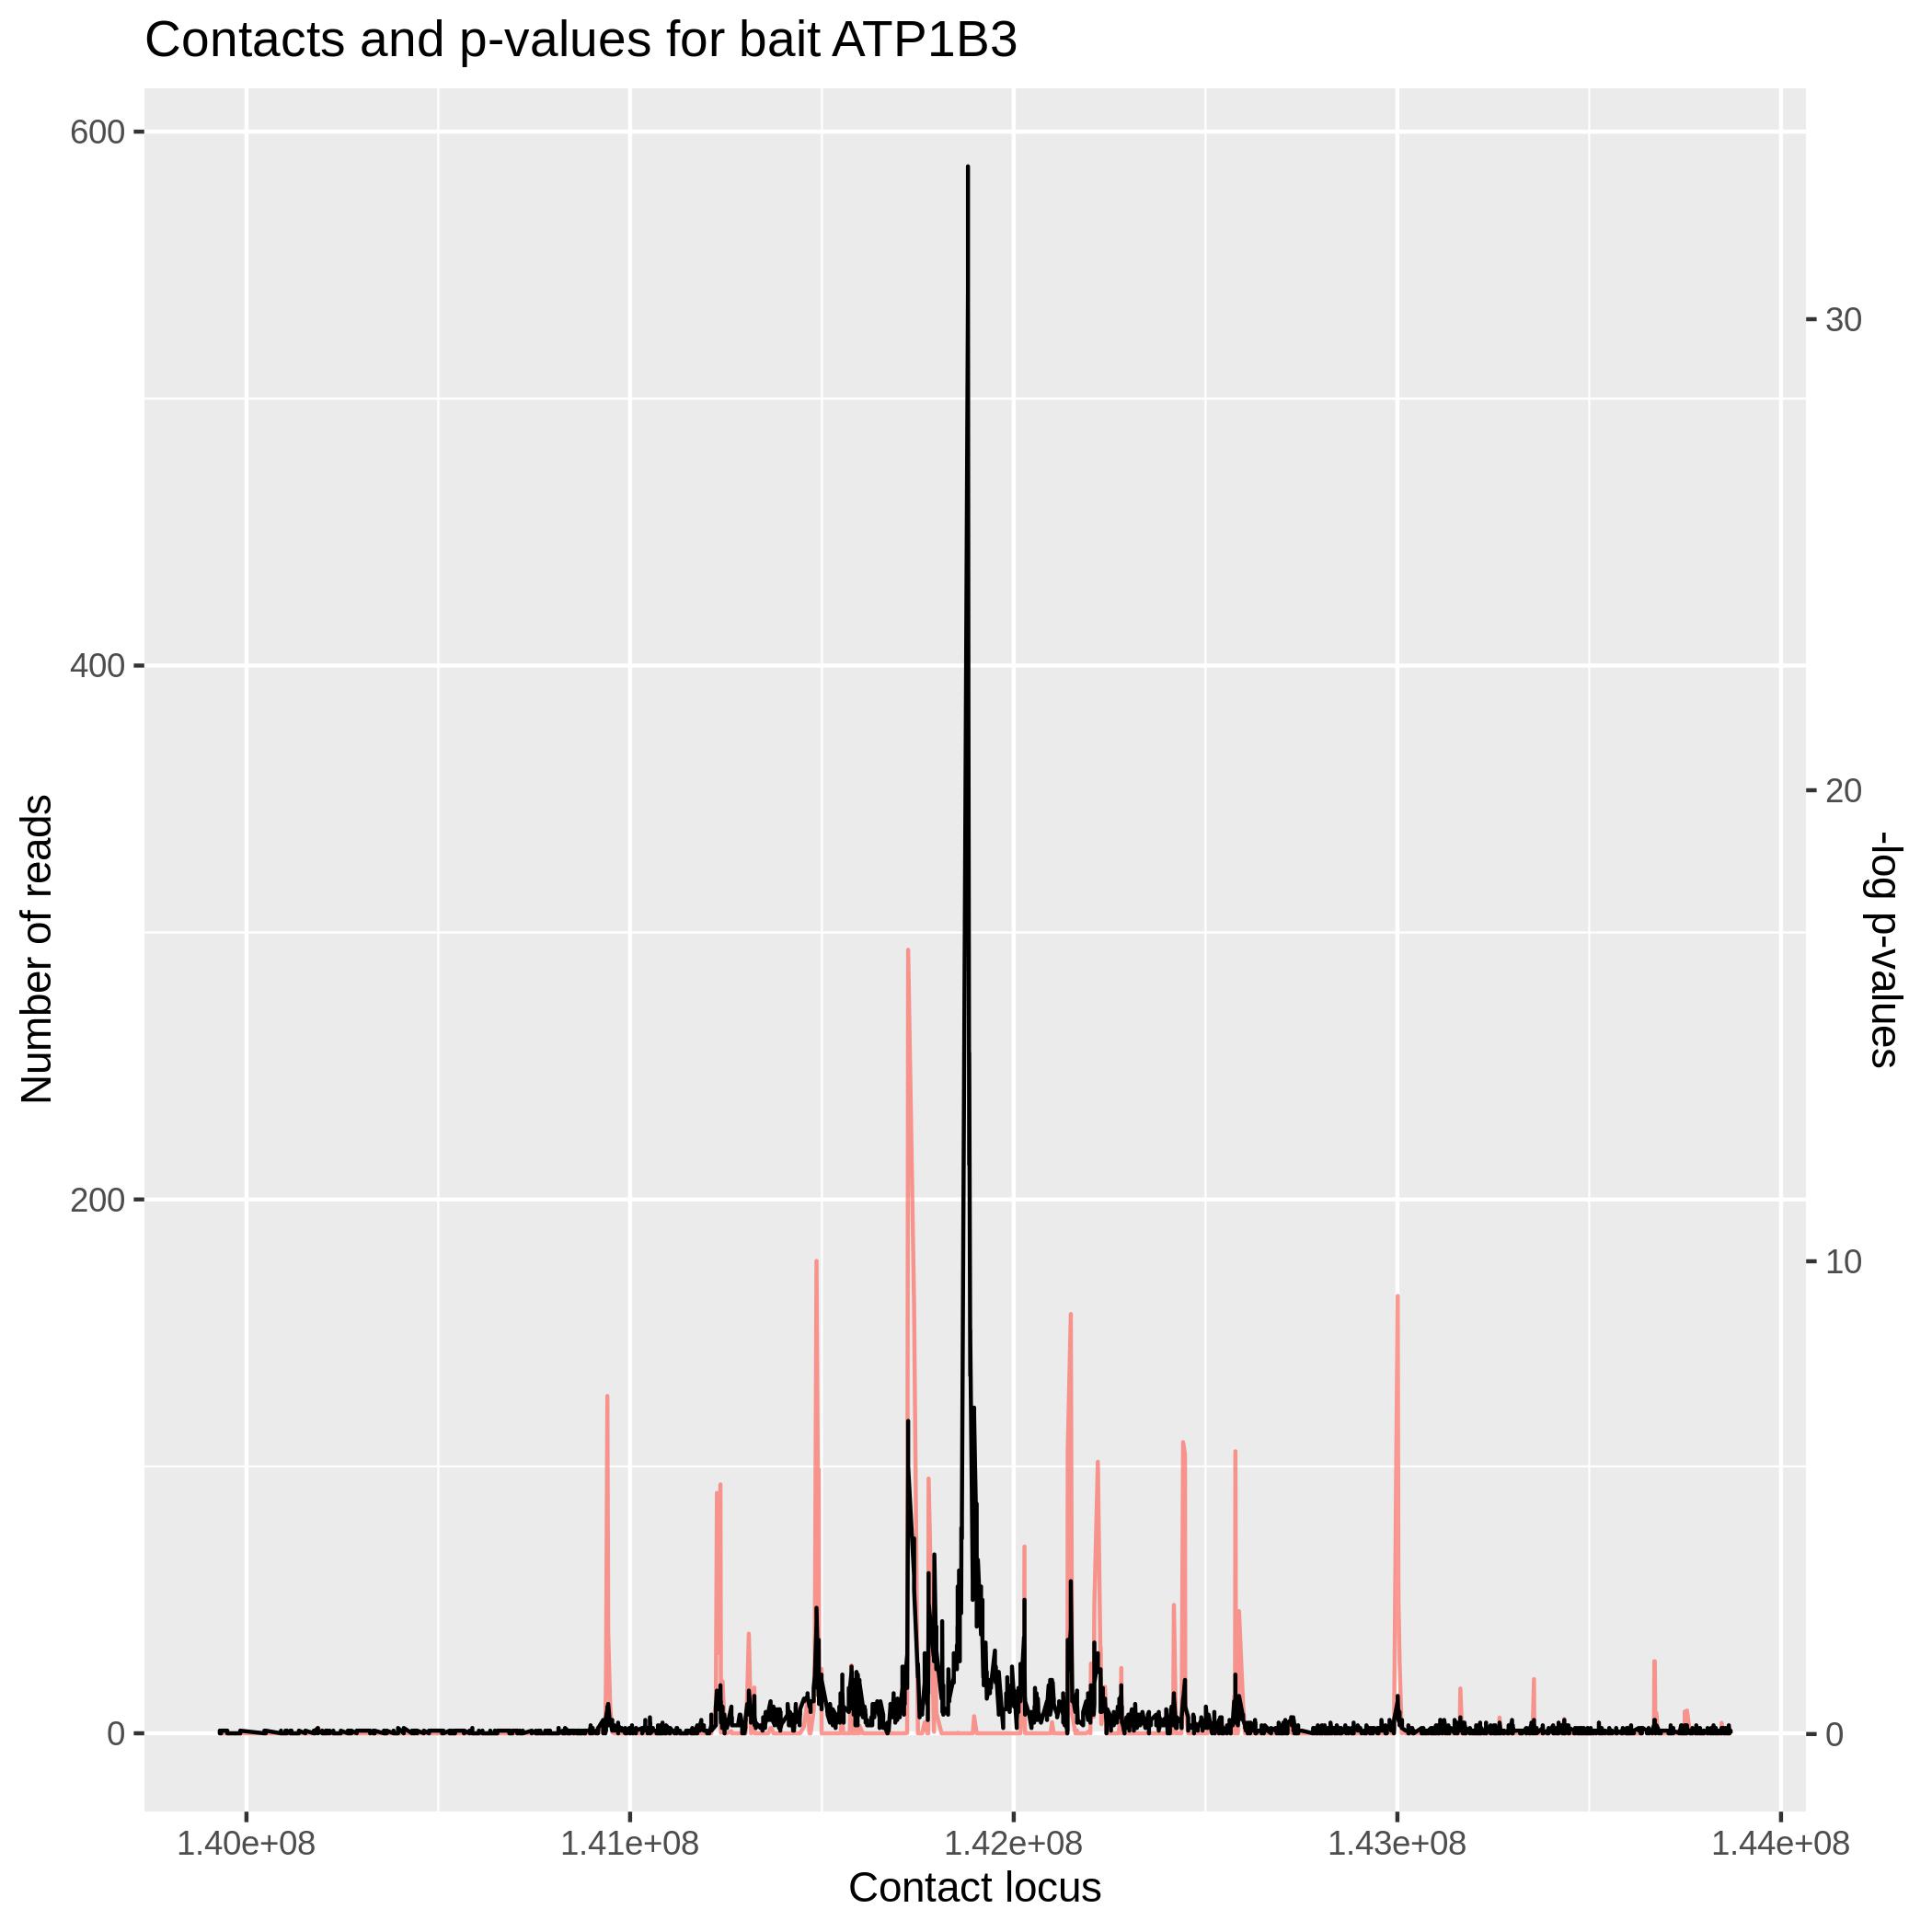 Contacts and p-values for bait ATP1B3
600
400
200
0
Number of reads
30
20
10
0
-log p-values
1.40e+08
1.41e+08
1.42e+08
1.43e+08
1.44e+08
Contact locus